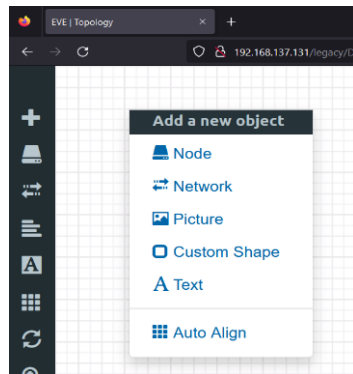 EVE | Topology
192.168.137.131/legacy/
Add a new object
Node
Network
Picture
Custom Shape
A Text
A
Auto Align